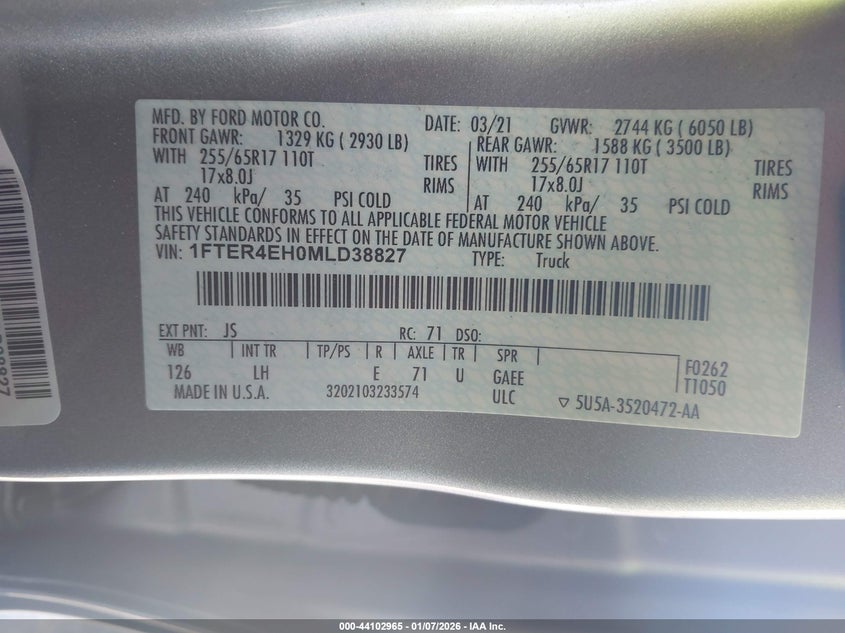 MFD. BY FORD MOTOR CO. DATE: 03/21 GVWR: 2744 KG ( 6050 LB)
FRONT GAWR: 1329 KG ( 2930 LB) REAR GAWR: 1588 KG ( 3500 LB)
WITH 255/65R17 110T TIRES WITH 255/65R17 110T TIRES
17x8.0J RIMS 17x8.0J RIMS
AT 240 kPa/ 35 PSI COLD AT 240 kPa/ 35 PSI COLD
THIS VEHICLE CONFORMS TO ALL APPLICABLE FEDERAL MOTOR VEHICLE
SAFETY STANDARDS IN EFFECT ON THE DATE OF MANUFACTURE SHOWN ABOVE.
VIN: 1FTER4EH0MLD38827 TYPE: Truck
EXT PNT: JS RC: 71 DSO:
WB INT TR TP/PS R AXLE TR SPR
126 LH E 71 U GAEE F0262
T1050
MADE IN U.S.A. 3202103233574 ULC ▽ 5U5A-3520472-AA
000-44102965 - 01/07/2026 - IAA Inc.